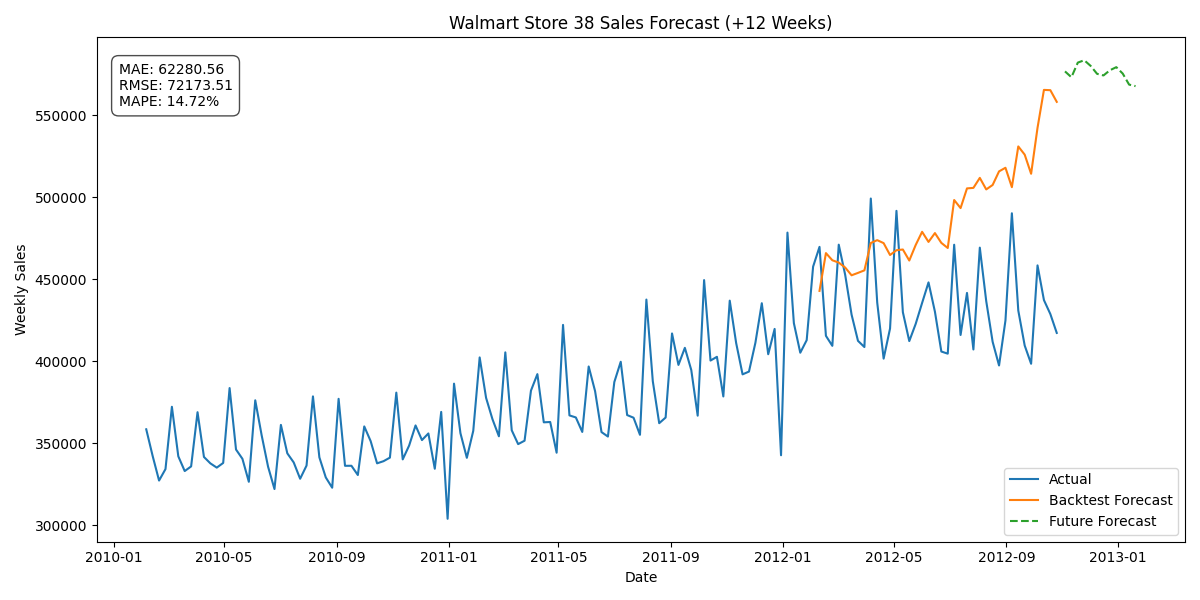 Walmart Store 38 Sales Forecast (+12 Weeks)
MAE: 62280.56
RMSE: 72173.51
MAPE: 14.72%
Weekly Sales
550000
500000
450000
400000
350000
300000
Actual
Backtest Forecast
Future Forecast
2010-01 2010-05 2010-09 2011-01 2011-05 2011-09 2012-01 2012-05 2012-09 2013-01
Date